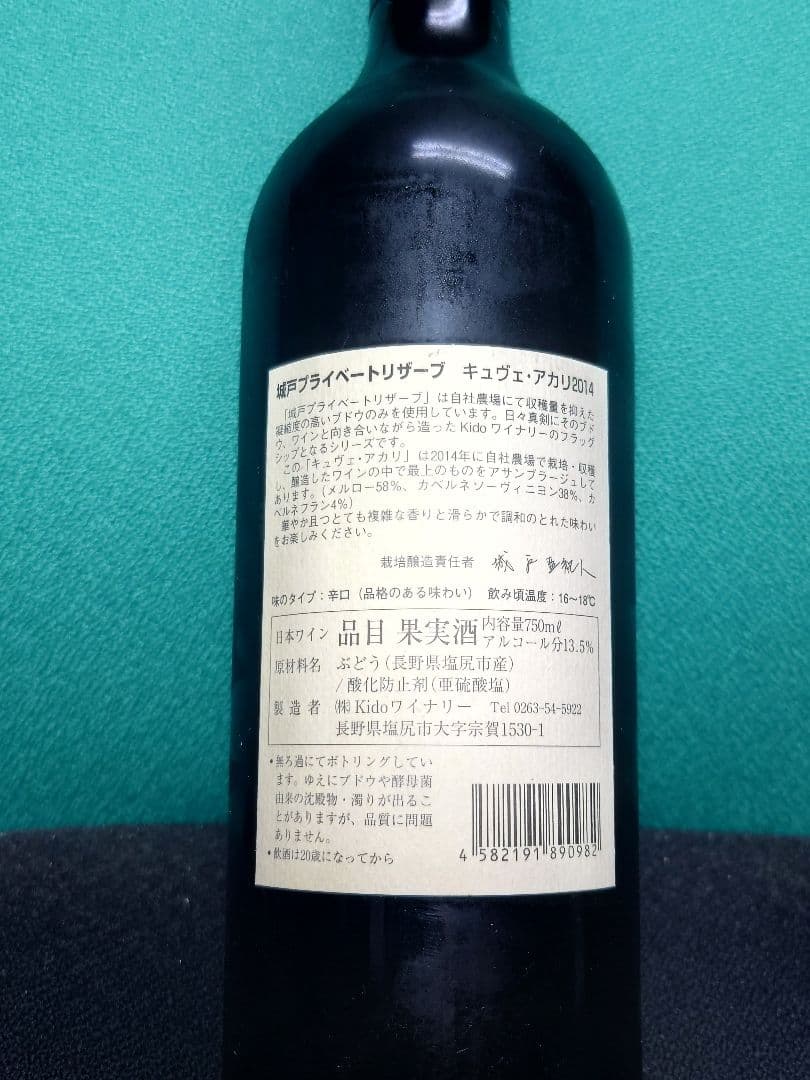 城戸プライベートリザーブ キュヴェ・アカリ2014
「城戸プライベートリザーブ」は自社農場にて収穫量を抑えた
凝縮度の高いブドウのみを使用しています。日々真剣にそのブド
ウ、ワインと向き合いながら造ったKidoワイナリーのフラッグ
シップとなるシリーズです。
この「キュヴェ・アカリ」は2014年に自社農場で栽培・収穫
し、醸造したワインの中で最上のものをアサンブラージュして
あります。(メルロー58%、カベルネソーヴィニヨン38%、カ
ベルネフラン4%)
華やか且つとても複雑な香りと滑らかで調和のとれた味わい
をお楽しみください。
栽培醸造責任者 城戸亜紀人
味のタイプ:辛口(品格のある味わい) 飲み頃温度:16〜18℃
日本ワイン 品目 果実酒 内容量750mℓ
アルコール分13.5%
原材料名 ぶどう(長野県塩尻市産)
/酸化防止剤(亜硫酸塩)
製造者 ㈱Kidoワイナリー Tel 0263-54-5922
長野県塩尻市大字宗賀1530-1
・無ろ過にてボトリングしてい
ます。ゆえにブドウや酵母菌
由来の沈殿物・濁りが出るこ
とがありますが、品質に問題
ありません。
・飲酒は20歳になってから
4 582191 890982